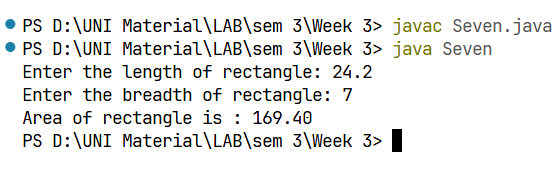 PS D:\UNI Material\LAB\sem 3\Week 3> javac Seven.java
PS D:\UNI Material\LAB\sem 3\Week 3> java Seven
Enter the length of rectangle: 24.2
Enter the breadth of rectangle: 7
Area of rectangle is : 169.40
PS D:\UNI Material\LAB\sem 3\Week 3>